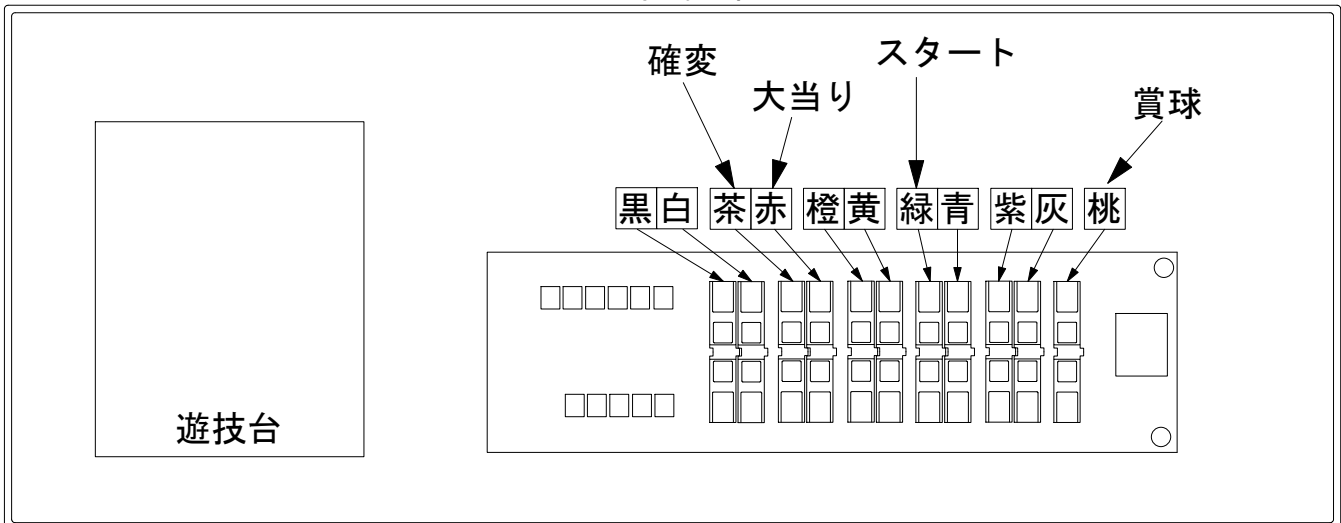 スタート
確変
大当り
賞球
黒白 茶赤 橙黄 緑青 紫灰 桃
遊技台